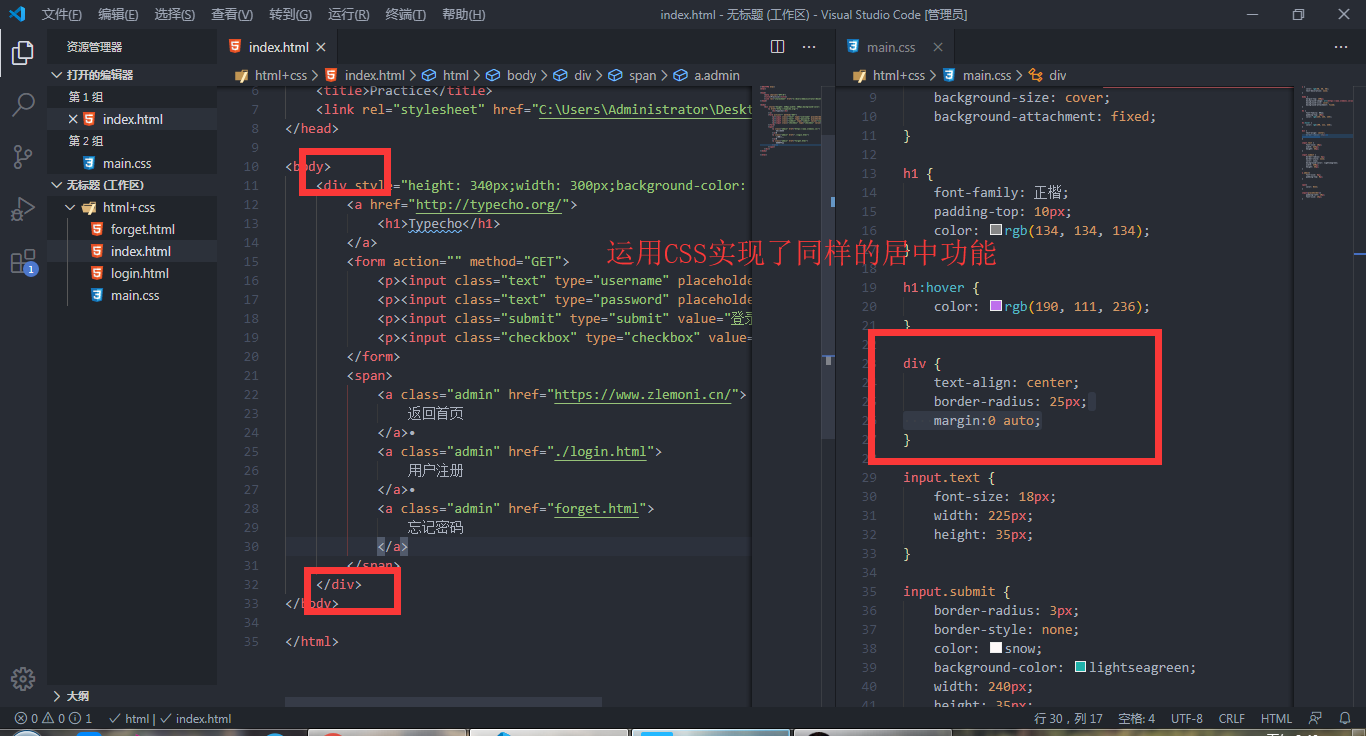 文件(F) 编辑(E) 选择(S) 查看(V) 转到(G) 运行(R) 终端(T) 帮助(H) index.html - 无标题 (工作区) - Visual Studio Code [管理员]
资源管理器
打开的编辑器
第 1 组
index.html
第 2 组
main.css
无标题 (工作区)
html+css
forget.html
index.html
login.html
main.css
1
大纲
index.html
html+css > index.html > html > body > div > span > a.admin
6 <title>Practice</title>
7 <link rel="stylesheet" href="C:\Users\Administrator\Deskt
8 </head>
9
10 <body>
11 <div style="height: 340px;width: 300px;background-color:
12 <a href="http://typecho.org/">
13 <h1>Typecho</h1>
14 </a>
15 <form action="" method="GET">
16 <p><input class="text" type="username" placeholde
17 <p><input class="text" type="password" placeholde
18 <p><input class="submit" type="submit" value="登录
19 <p><input class="checkbox" type="checkbox" value=
20 </form>
21 <span>
22 <a class="admin" href="https://www.zlemoni.cn/">
23 返回首页
24 </a>•
25 <a class="admin" href="./login.html">
26 用户注册
27 </a>•
28 <a class="admin" href="forget.html">
29 忘记密码
30 </a>
31 </span>
32 </div>
33 </body>
34
35 </html>
运用CSS实现了同样的居中功能
main.css
html+css > main.css > div
9 background-size: cover;
10 background-attachment: fixed;
11 }
12
13 h1 {
14 font-family: 正楷;
15 padding-top: 10px;
16 color: rgb(134, 134, 134);
}
18
19 h1:hover {
20 color: rgb(190, 111, 236);
21 }
div {
text-align: center;
border-radius: 25px;
margin:0 auto;
}
29 input.text {
30 font-size: 18px;
31 width: 225px;
32 height: 35px;
33 }
34
35 input.submit {
36 border-radius: 3px;
37 border-style: none;
38 color: snow;
39 background-color: lightseagreen;
40 width: 240px;
41 height: 35px;
0 0 1 html | index.html 行 30，列 17 空格: 4 UTF-8 CRLF HTML